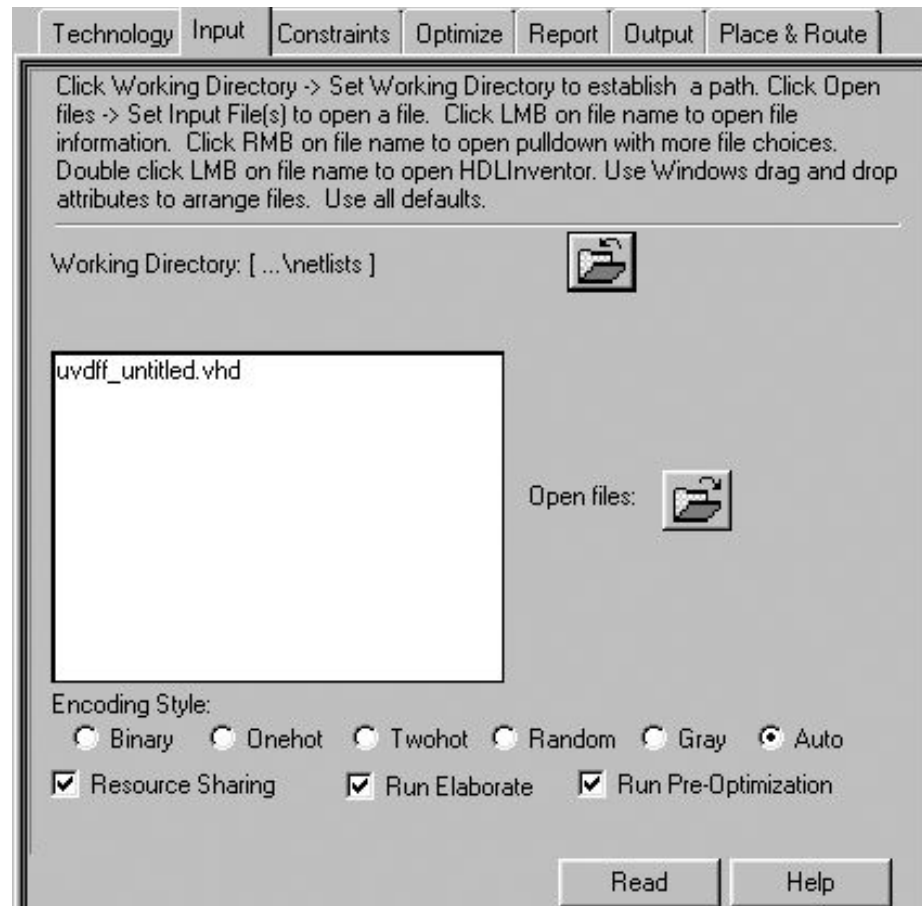 Technology Input Constraints Optimize Report Output Place & Route
Click Working Directory -> Set Working Directory to establish a path. Click Open
files -> Set Input File(s) to open a file. Click LMB on file name to open file
information. Click RMB on file name to open pulldown with more file choices.
Double click LMB on file name to open HDLInventor. Use Windows drag and drop
attributes to arrange files. Use all defaults.
Working Directory: [ ...\netlists ]
uvdff_untitled.vhd
Open files:
Encoding Style:
Binary Onehot Twohot Random Gray Auto
Resource Sharing Run Elaborate Run Pre-Optimization
Read Help